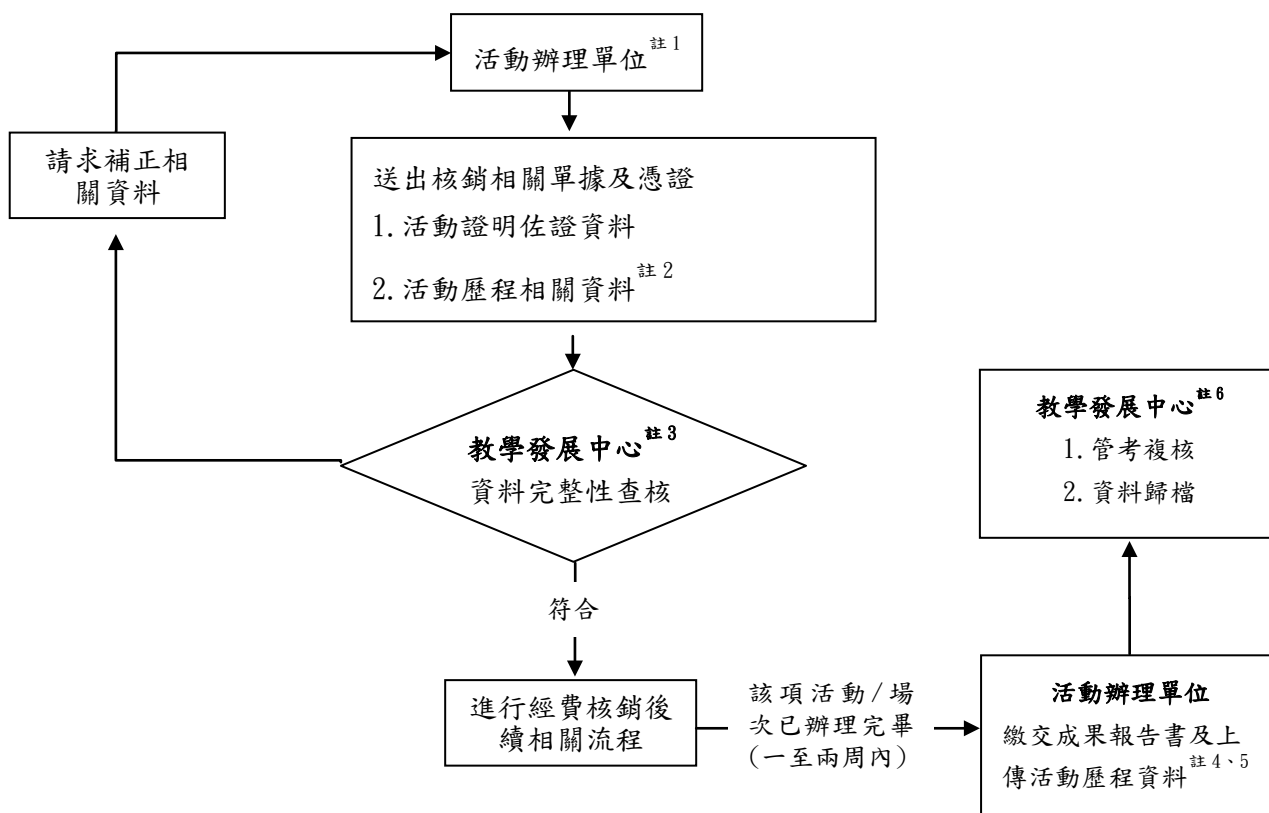 活動辦理單位註1
請求補正相
關資料
送出核銷相關單據及憑證
1.活動證明佐證資料
2.活動歷程相關資料註2
教學發展中心註3
資料完整性查核
符合
進行經費核銷後
續相關流程
該項活動/場
次已辦理完畢
(一至兩周內)
活動辦理單位
繳交成果報告書及上
傳活動歷程資料註4、5
教學發展中心註6
1.管考複核
2.資料歸檔